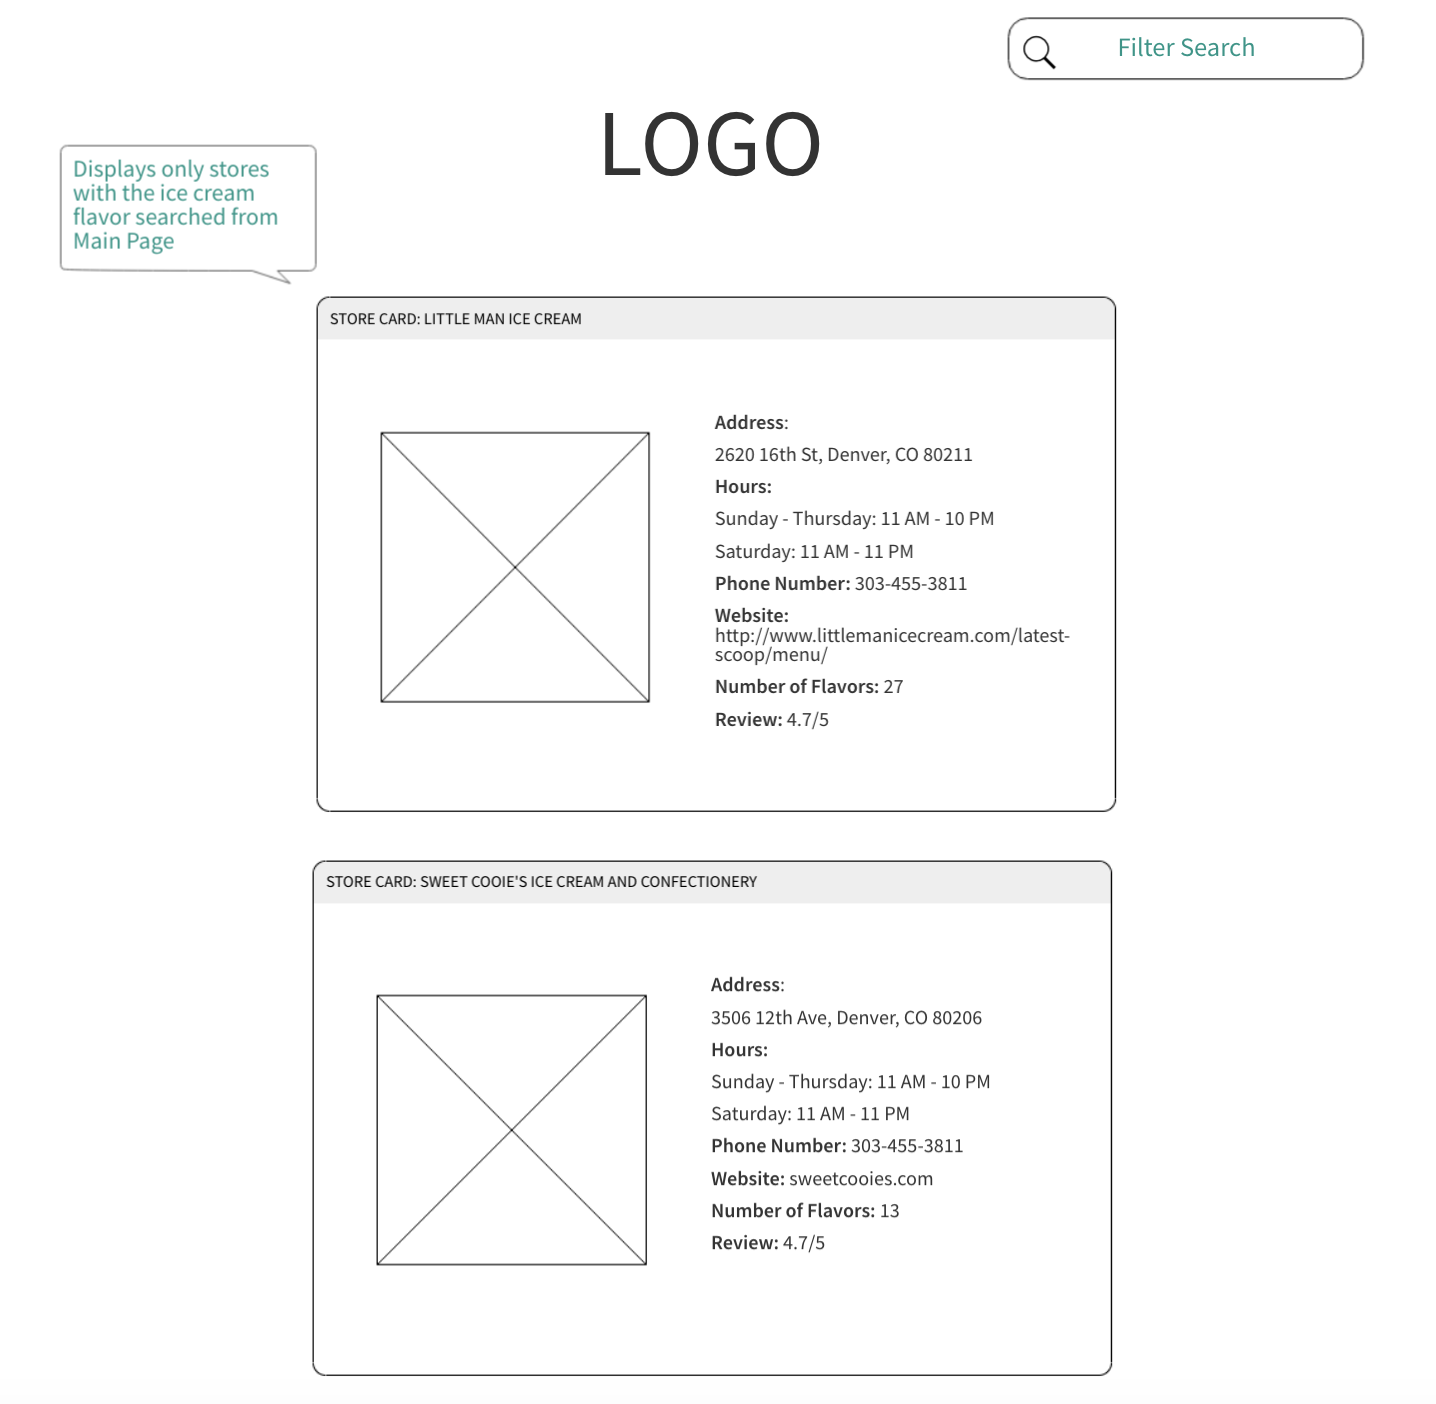 Filter Search
LOGO
Displays only stores
with the ice cream
flavor searched from
Main Page
STORE CARD: LITTLE MAN ICE CREAM
Address:
2620 16th St, Denver, CO 80211
Hours:
Sunday - Thursday: 11 AM - 10 PM
Saturday: 11 AM - 11 PM
Phone Number: 303-455-3811
Website:
http://www.littlemanicecream.com/latest-
scoop/menu/
Number of Flavors: 27
Review: 4.7/5
STORE CARD: SWEET COOIE'S ICE CREAM AND CONFECTIONERY
Address:
3506 12th Ave, Denver, CO 80206
Hours:
Sunday - Thursday: 11 AM - 10 PM
Saturday: 11 AM - 11 PM
Phone Number: 303-455-3811
Website: sweetcooies.com
Number of Flavors: 13
Review: 4.7/5